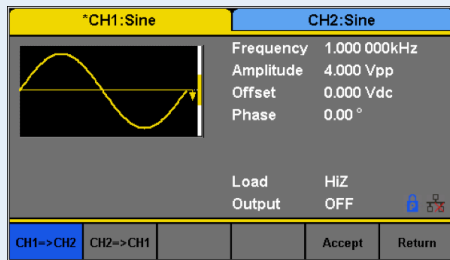 *CH1:Sine CH2:Sine
Frequency 1.000 000kHz
Amplitude 4.000 Vpp
Offset 0.000 Vdc
Phase 0.00 °
Load HiZ
Output OFF
CH1=>CH2 CH2=>CH1 Accept Return